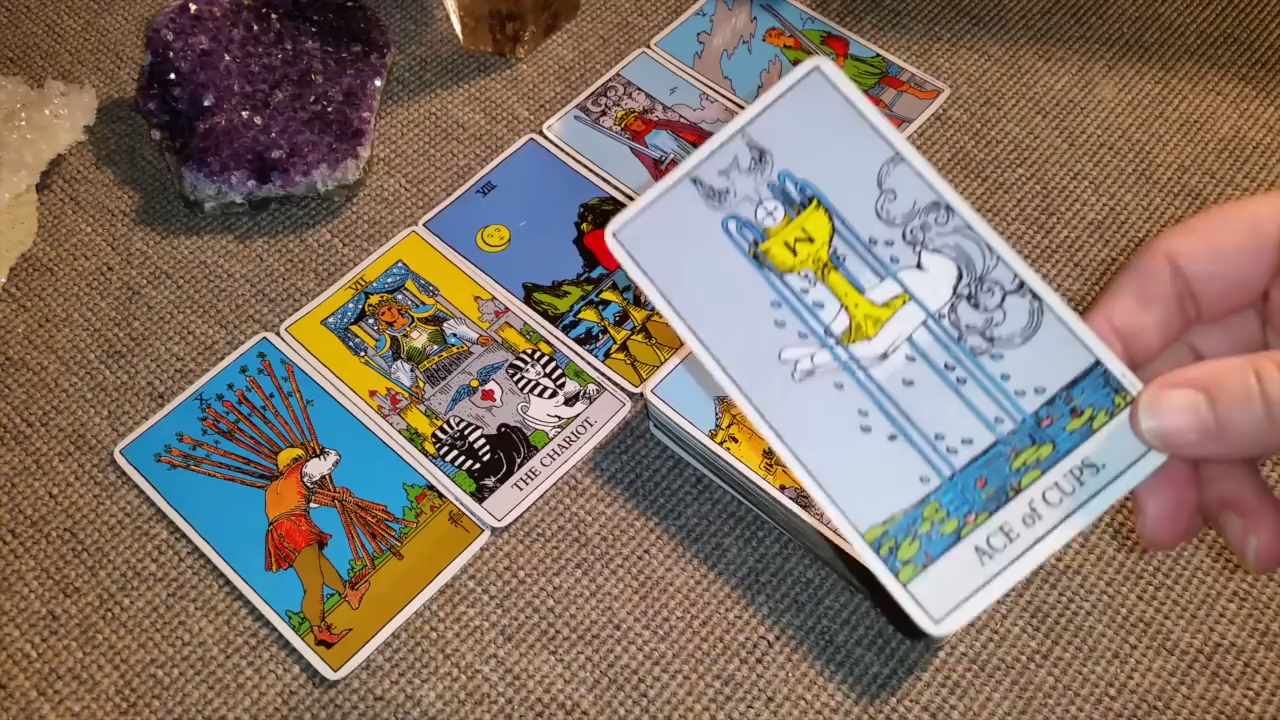 VIII
VII
THE CHARIOT.
X
W
ACE of CUPS.